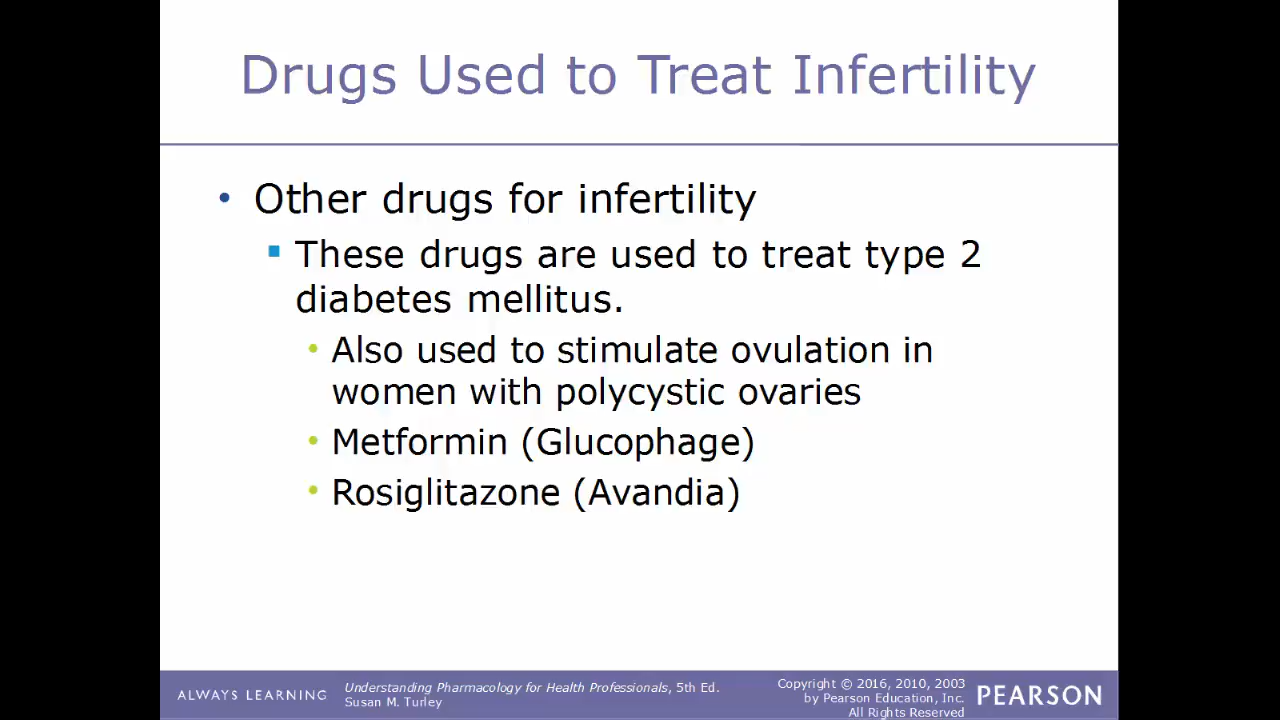 Drugs Used to Treat Infertility
• Other drugs for infertility
▪ These drugs are used to treat type 2
diabetes mellitus.
• Also used to stimulate ovulation in
women with polycystic ovaries
• Metformin (Glucophage)
• Rosiglitazone (Avandia)
ALWAYS LEARNING
Understanding Pharmacology for Health Professionals, 5th Ed.
Susan M. Turley
Copyright © 2016, 2010, 2003
by Pearson Education, Inc.
All Rights Reserved
PEARSON